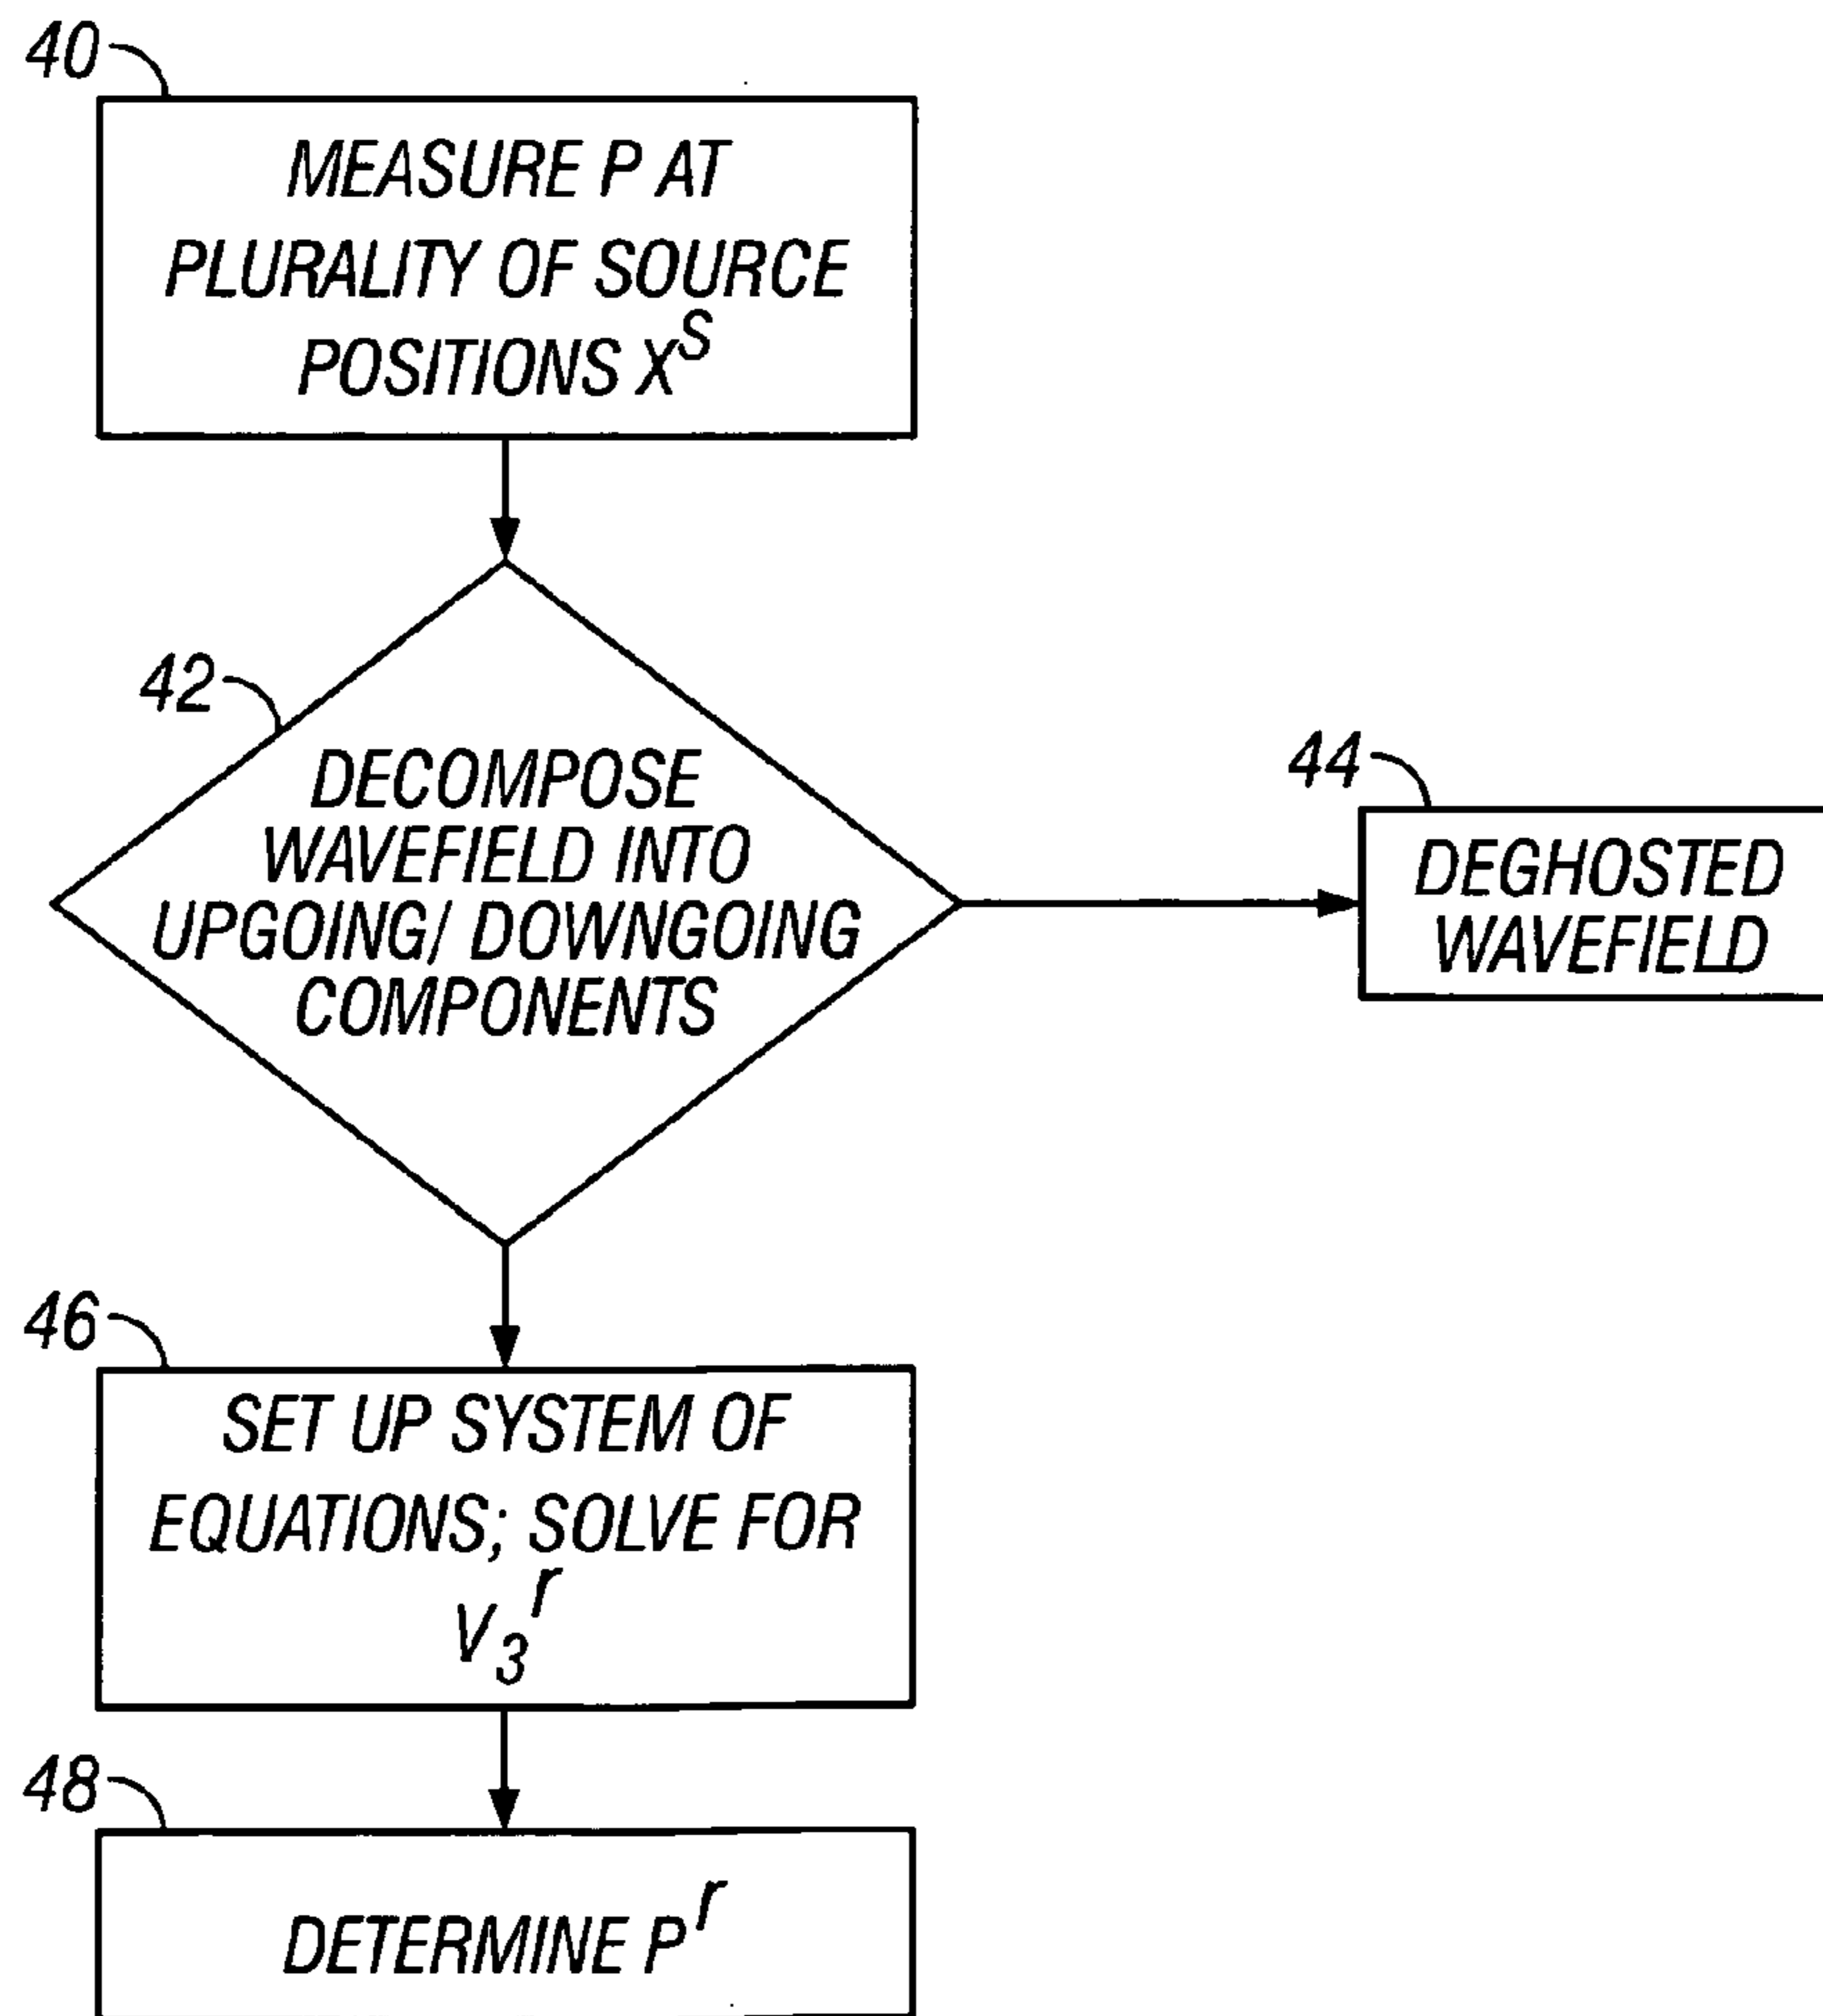 40
MEASURE P AT
PLURALITY OF SOURCE
POSITIONS X^S
42
DECOMPOSE
WAVEFIELD INTO
UPGOING/ DOWNGOING
COMPONENTS
44
DEGHOSTED
WAVEFIELD
46
SET UP SYSTEM OF
EQUATIONS; SOLVE FOR
V_3^r
48
DETERMINE P^r